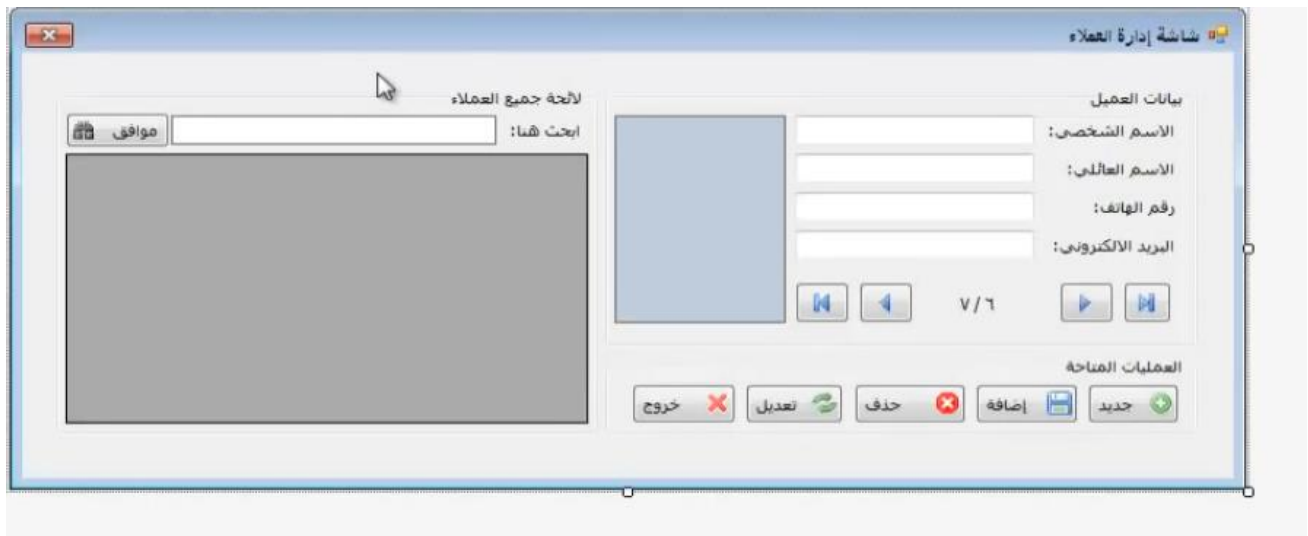 شاشة إدارة العملاء
بيانات العميل
الاسم الشخصي:
الاسم العائلي:
رقم الهاتف:
البريد الالكتروني:
٦ / ٧
العمليات المتاحة
جديد
إضافة
حذف
تعديل
خروج
لائحة جميع العملاء
ابحث هنا:
موافق